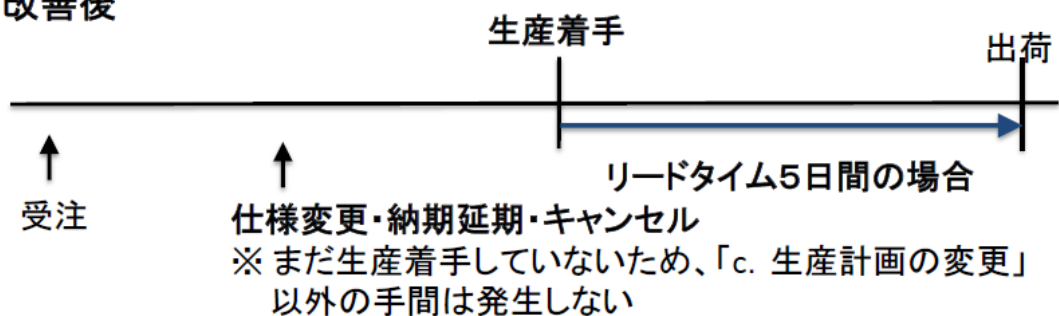 改善後
生産着手
出荷
リードタイム5日間の場合
受注
仕様変更・納期延期・キャンセル
※ まだ生産着手していないため、「c. 生産計画の変更」
以外の手間は発生しない